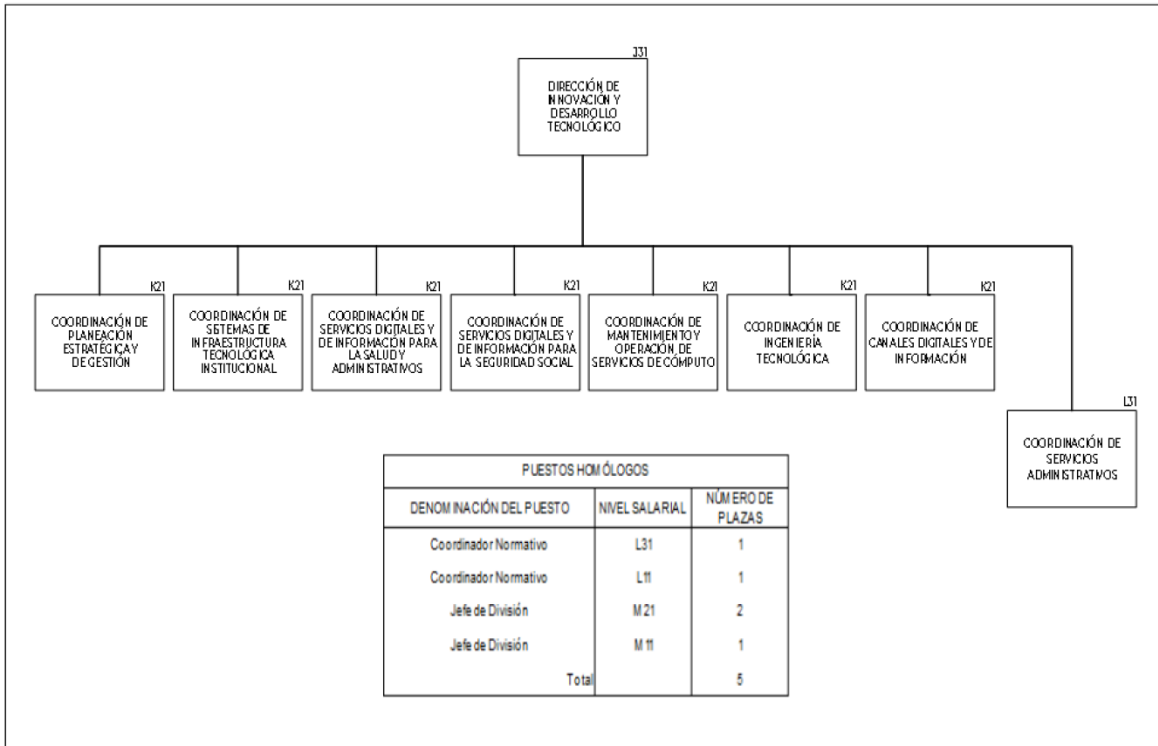 J31
DIRECCIÓN DE
INNOVACIÓN Y
DESARROLLO
TECNOLÓGICO
K21
COORDINACIÓN DE
PLANEACIÓN
ESTRATÉGICA Y
DE GESTIÓN
K21
COORDINACIÓN DE
SISTEMAS DE
INFRAESTRUCTURA
TECNOLÓGICA
INSTITUCIONAL
K21
COORDINACIÓN DE
SERVICIOS DIGITALES Y
DE INFORMACIÓN PARA
LA SALUD Y
ADMINISTRATIVOS
K21
COORDINACIÓN DE
SERVICIOS DIGITALES Y
DE INFORMACIÓN PARA
LA SEGURIDAD SOCIAL
K21
COORDINACIÓN DE
MANTENIMIENTO Y
OPERACIÓN DE
SERVICIOS DE CÓMPUTO
K21
COORDINACIÓN DE
INGENIERÍA
TECNOLÓGICA
K21
COORDINACIÓN DE
CANALES DIGITALES Y DE
INFORMACIÓN
L31
COORDINACIÓN DE
SERVICIOS
ADMINISTRATIVOS
PUESTOS HOMÓLOGOS
DENOMINACIÓN DEL PUESTO NIVEL SALARIAL NÚMERO DE
PLAZAS
Coordinador Normativo L31 1
Coordinador Normativo L11 1
Jefe de División M21 2
Jefe de División M11 1
Total 5